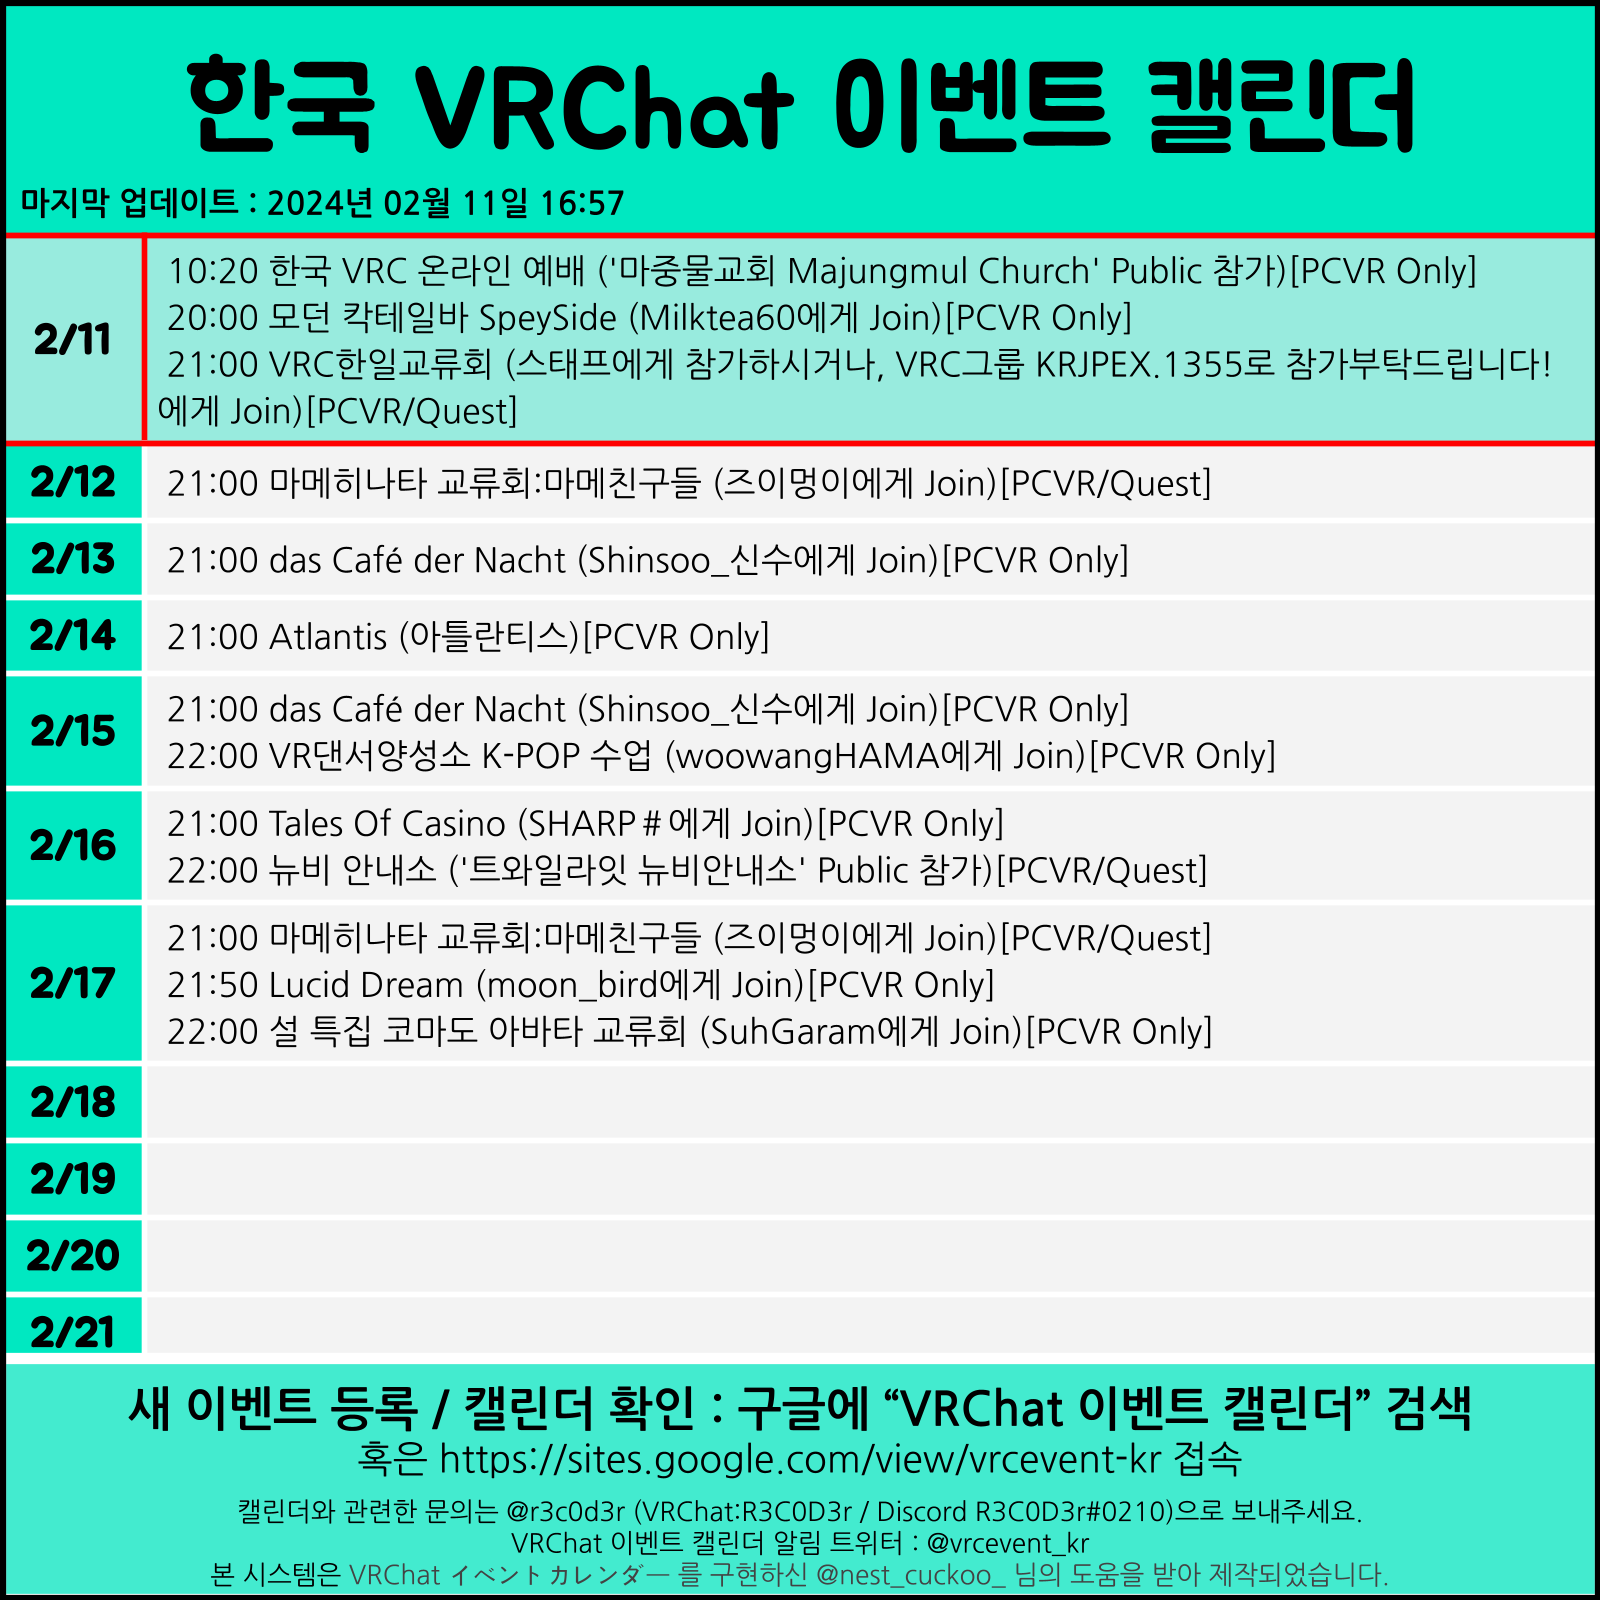 한국 VRChat 이벤트 캘린더
마지막 업데이트 : 2024년 02월 11일 16:57
2/11
10:20 한국 VRC 온라인 예배 ('마중물교회 Majungmul Church' Public 참가)[PCVR Only]
20:00 모던 칵테일바 SpeySide (Milktea60에게 Join)[PCVR Only]
21:00 VRC한일교류회 (스태프에게 참가하시거나, VRC그룹 KRJPEX.1355로 참가부탁드립니다!
에게 Join)[PCVR/Quest]
2/12
21:00 마메히나타 교류회:마메친구들 (즈이멍이에게 Join)[PCVR/Quest]
2/13
21:00 das Café der Nacht (Shinsoo_신수에게 Join)[PCVR Only]
2/14
21:00 Atlantis (아틀란티스)[PCVR Only]
2/15
21:00 das Café der Nacht (Shinsoo_신수에게 Join)[PCVR Only]
22:00 VR댄서양성소 K-POP 수업 (woowangHAMA에게 Join)[PCVR Only]
2/16
21:00 Tales Of Casino (SHARP＃에게 Join)[PCVR Only]
22:00 뉴비 안내소 ('트와일라잇 뉴비안내소' Public 참가)[PCVR/Quest]
2/17
21:00 마메히나타 교류회:마메친구들 (즈이멍이에게 Join)[PCVR/Quest]
21:50 Lucid Dream (moon_bird에게 Join)[PCVR Only]
22:00 설 특집 코마도 아바타 교류회 (SuhGaram에게 Join)[PCVR Only]
2/18
2/19
2/20
2/21
새 이벤트 등록 / 캘린더 확인 : 구글에 “VRChat 이벤트 캘린더” 검색
혹은 https://sites.google.com/view/vrcevent-kr 접속
캘린더와 관련한 문의는 @r3c0d3r (VRChat:R3C0D3r / Discord R3C0D3r#0210)으로 보내주세요.
VRChat 이벤트 캘린더 알림 트위터 : @vrcevent_kr
본 시스템은 VRChat イベントカレンダー 를 구현하신 @nest_cuckoo_ 님의 도움을 받아 제작되었습니다.